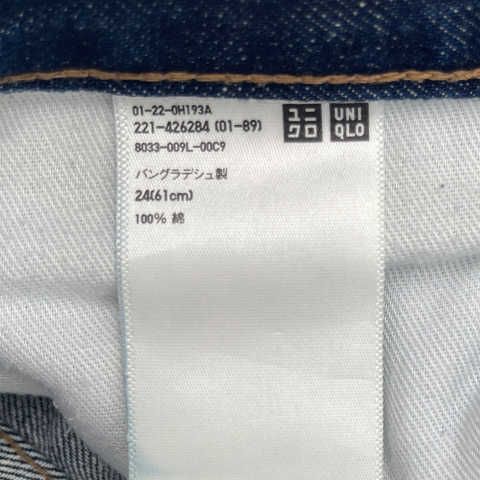 01-22-0H193A
221-426284 (01-89)
8033-009L-00C9
バングラデシュ製
24(61cm)
100% 綿
ユニ
クロ
UNI
QLO